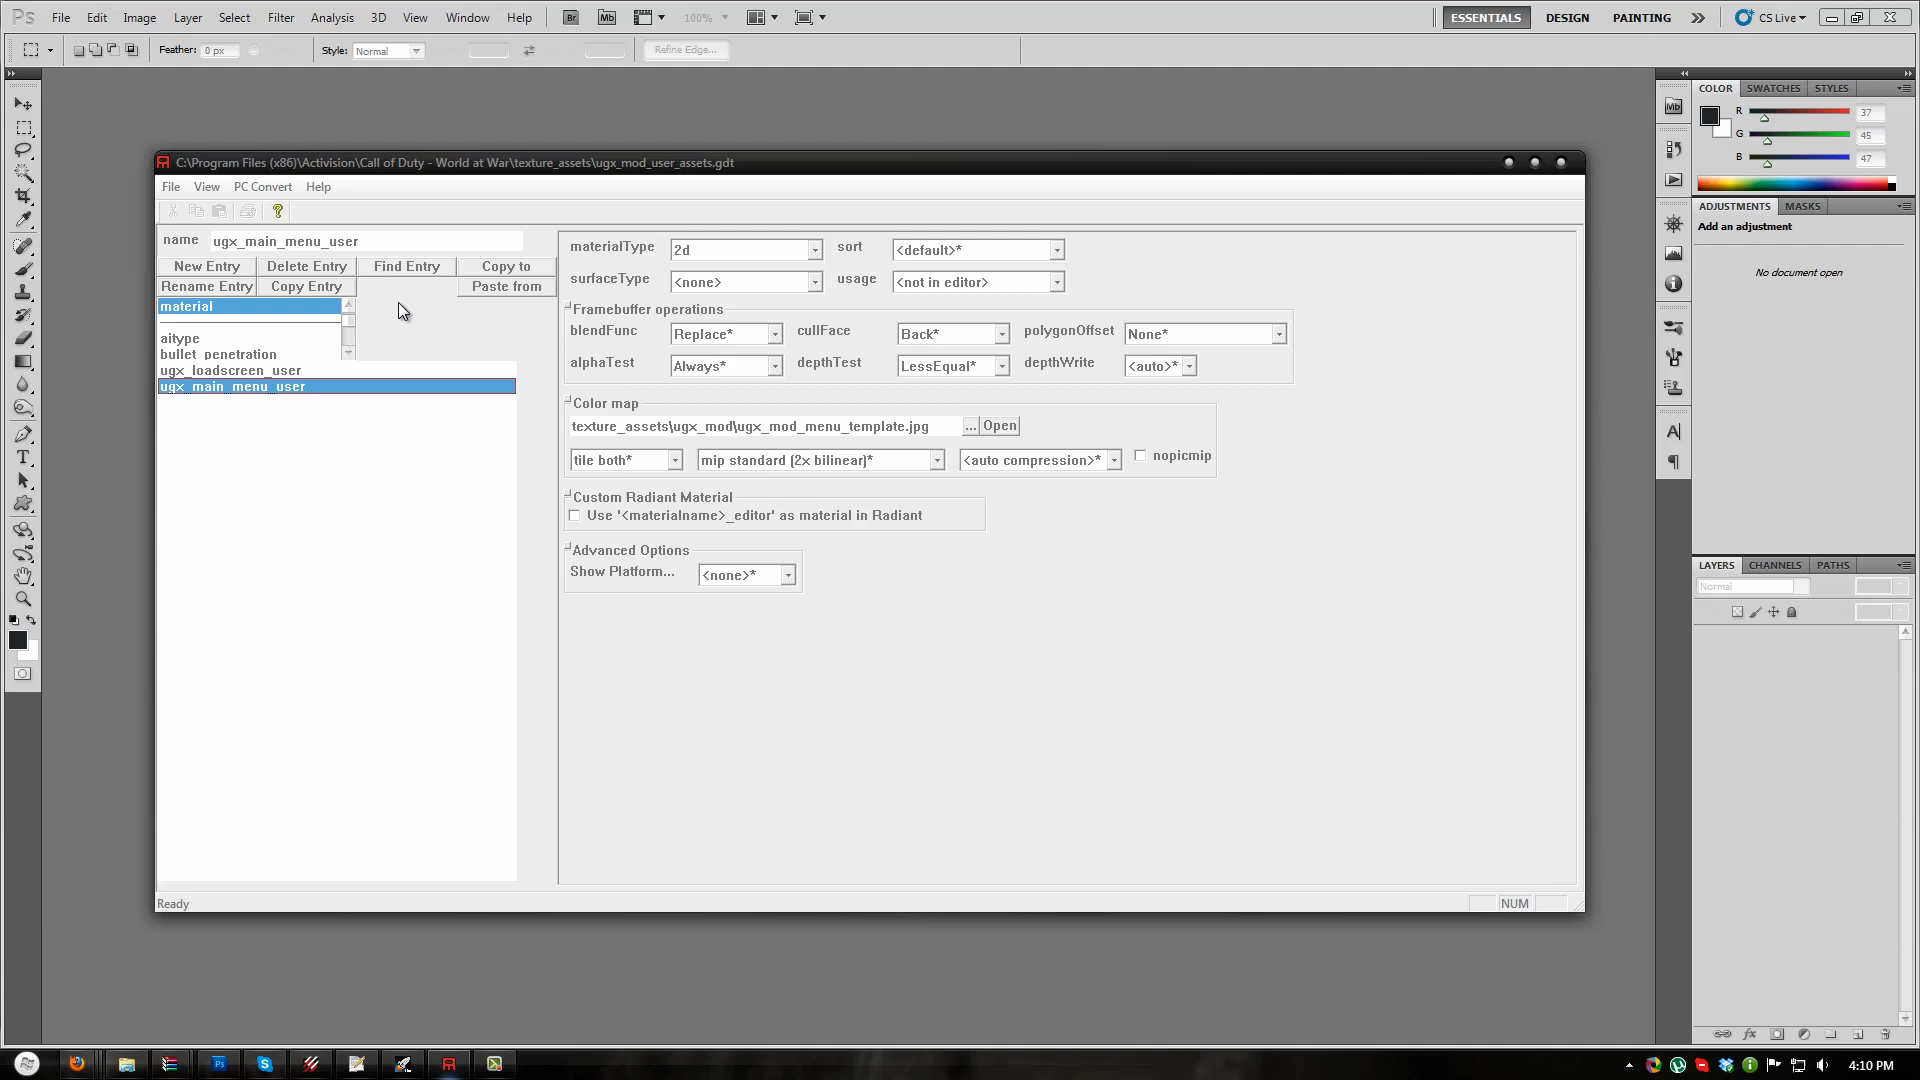 Ps File Edit Image Layer Select Filter Analysis 3D View Window Help Br Mb 100% ESSENTIALS DESIGN PAINTING CS Live
Feather: 0 px Style: Normal Refine Edge...
COLOR SWATCHES STYLES
R 37
G 45
B 47
ADJUSTMENTS MASKS
Add an adjustment
No document open
C:\Program Files (x86)\Activision\Call of Duty - World at War\texture_assets\ugx_mod_user_assets.gdt
File View PC Convert Help
name ugx_main_menu_user
New Entry Delete Entry Find Entry Copy to
Rename Entry Copy Entry Paste from
material
aitype
bullet_penetration
ugx_loadscreen_user
ugx_main_menu_user
materialType 2d sort <default>*
surfaceType <none> usage <not in editor>
Framebuffer operations
blendFunc Replace* cullFace Back* polygonOffset None*
alphaTest Always* depthTest LessEqual* depthWrite <auto>*
Color map
texture_assets\ugx_mod\ugx_mod_menu_template.jpg ... Open
tile both* mip standard (2x bilinear)* <auto compression>* nopicmip
Custom Radiant Material
Use '<materialname>_editor' as material in Radiant
Advanced Options
Show Platform... <none>*
Ready NUM
LAYERS CHANNELS PATHS
Normal
4:10 PM